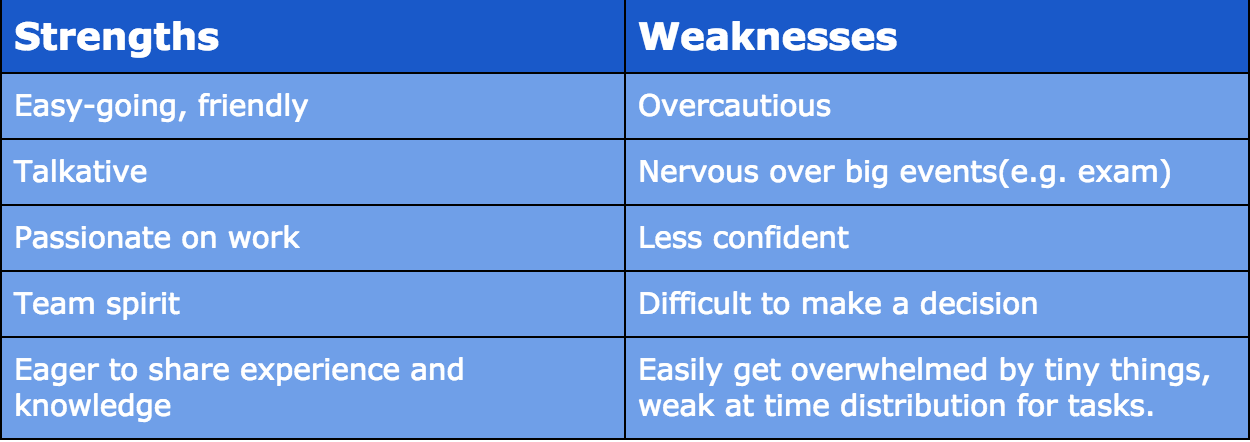 Strengths
Weaknesses
Easy-going, friendly
Overcautious
Talkative
Nervous over big events(e.g. exam)
Passionate on work
Less confident
Team spirit
Difficult to make a decision
Eager to share experience and
knowledge
Easily get overwhelmed by tiny things,
weak at time distribution for tasks.